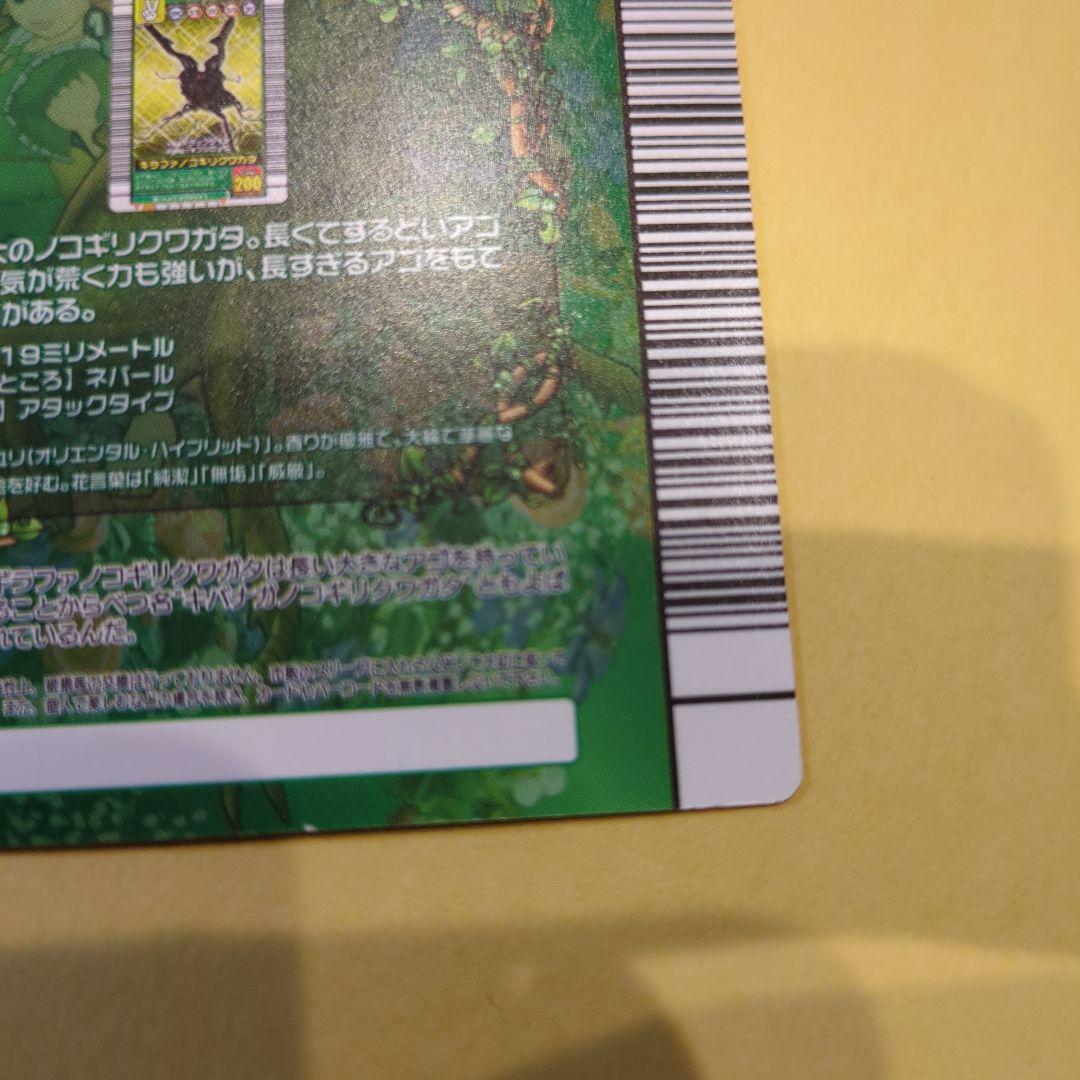 ギラファノコギリクワガタ
200
大のノコギリクワガタ。長くてするといアゴ
気が荒く力も強いが、長すぎるアゴをもて
がある。
19ミリメートル
ところ］ネパール
］アタックタイプ
ユリ(オリエンタル・ハイブリッド)」。香りが優雅で、大輪で華麗な
を好む。花言葉は「純潔」「無垢」「威厳」。
ギラファノコギリクワガタは長い大きなアゴを持ってい
ることからべつ名“キバナガノコギリクワガタ”ともよば
れているんだ。